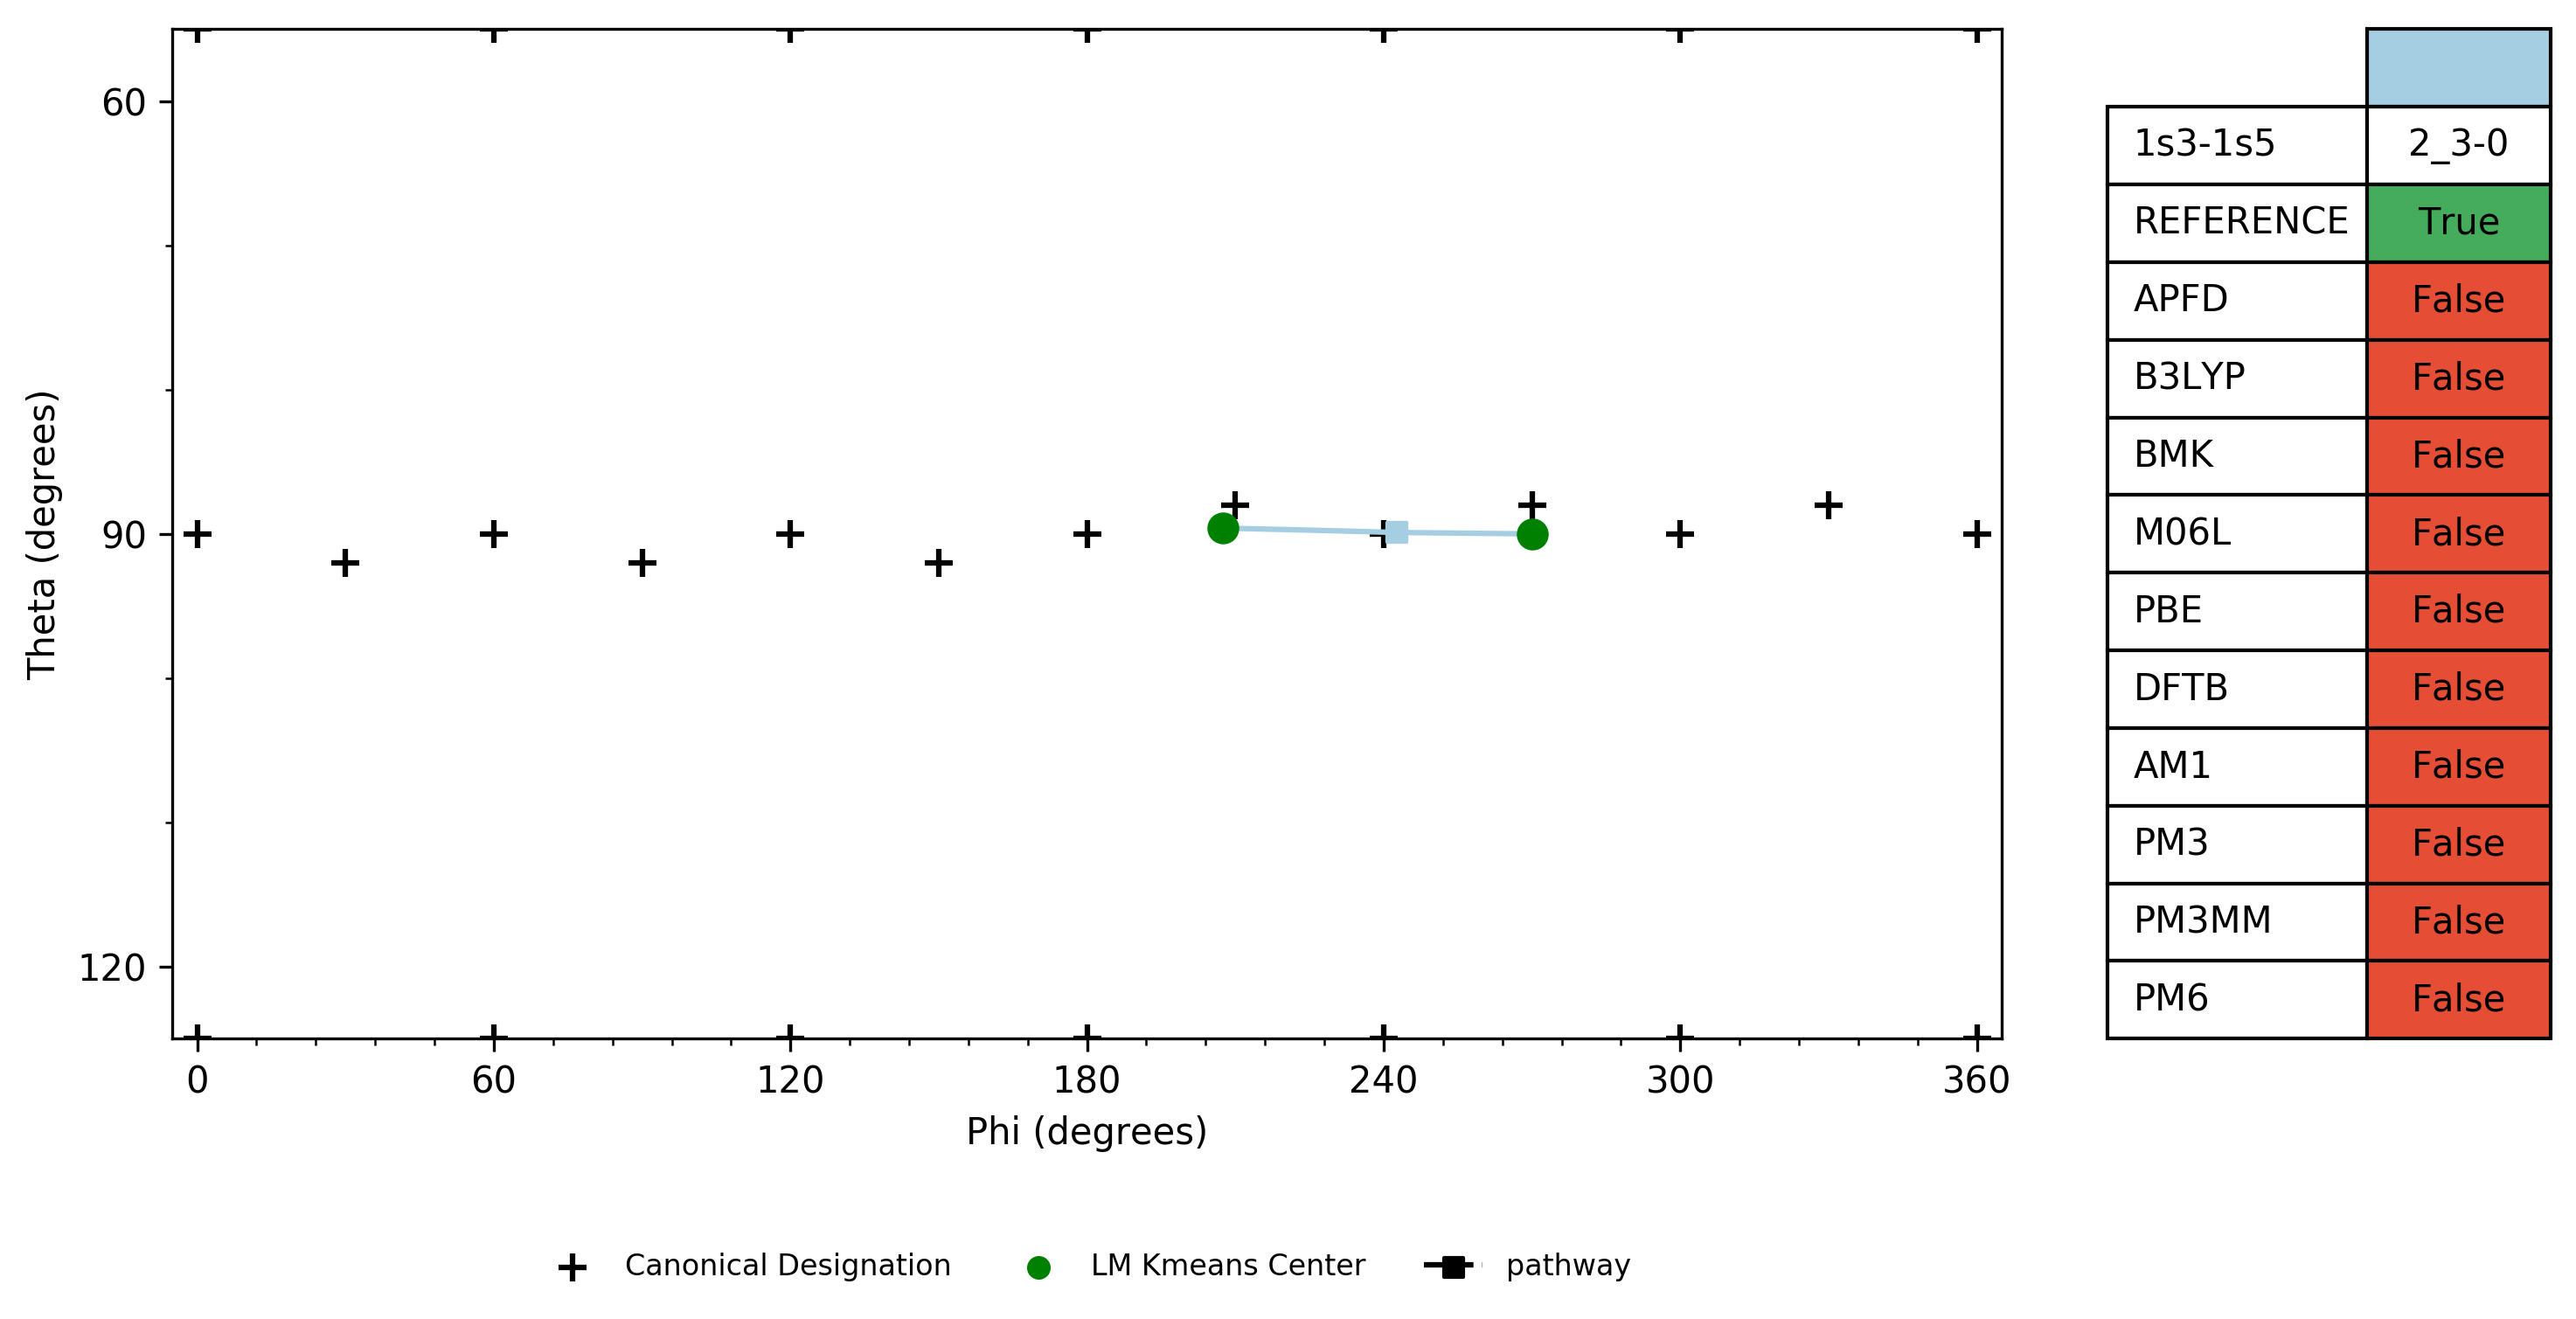 60
90
120
Theta (degrees)
0 60 120 180 240 300 360
Phi (degrees)
Canonical Designation LM Kmeans Center pathway
1s3-1s5 2_3-0
REFERENCE True
APFD False
B3LYP False
BMK False
M06L False
PBE False
DFTB False
AM1 False
PM3 False
PM3MM False
PM6 False